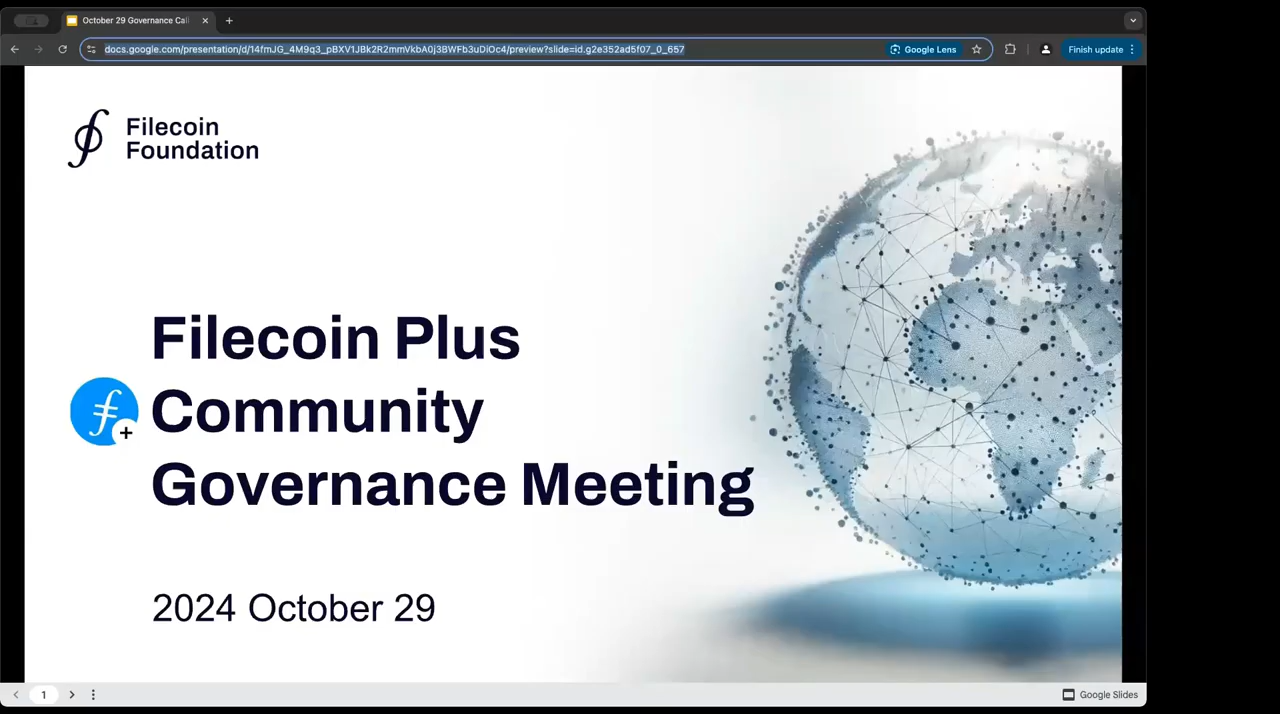 October 29 Governance Call
docs.google.com/presentation/d/14fmJG_4M9q3_pBXV1JBk2R2mmVkbA0j3BWFb3uDiOc4/preview?slide=id.g2e352ad5f07_0_657
Google Lens
Finish update
Filecoin
Foundation
Filecoin Plus
Community
Governance Meeting
2024 October 29
1
Google Slides